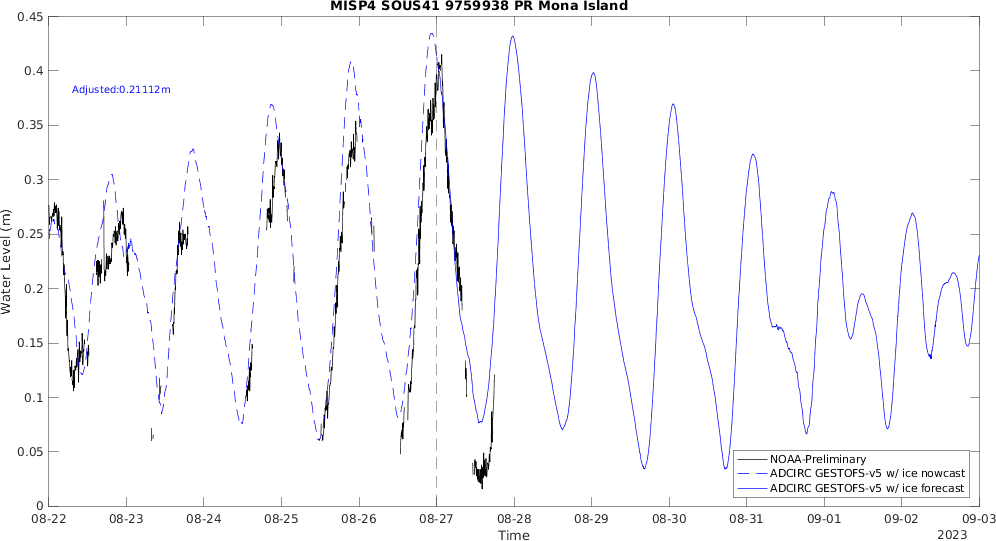 MISP4 SOUS41 9759938 PR Mona Island
0.45
0.4
0.35
0.3
0.25
0.2
0.15
0.1
0.05
0
Water Level (m)
Adjusted:0.21112m
NOAA-Preliminary
ADCIRC GESTOFS-v5 w/ ice nowcast
ADCIRC GESTOFS-v5 w/ ice forecast
08-22 08-23 08-24 08-25 08-26 08-27 08-28 08-29 08-30 08-31 09-01 09-02 09-03
Time
2023